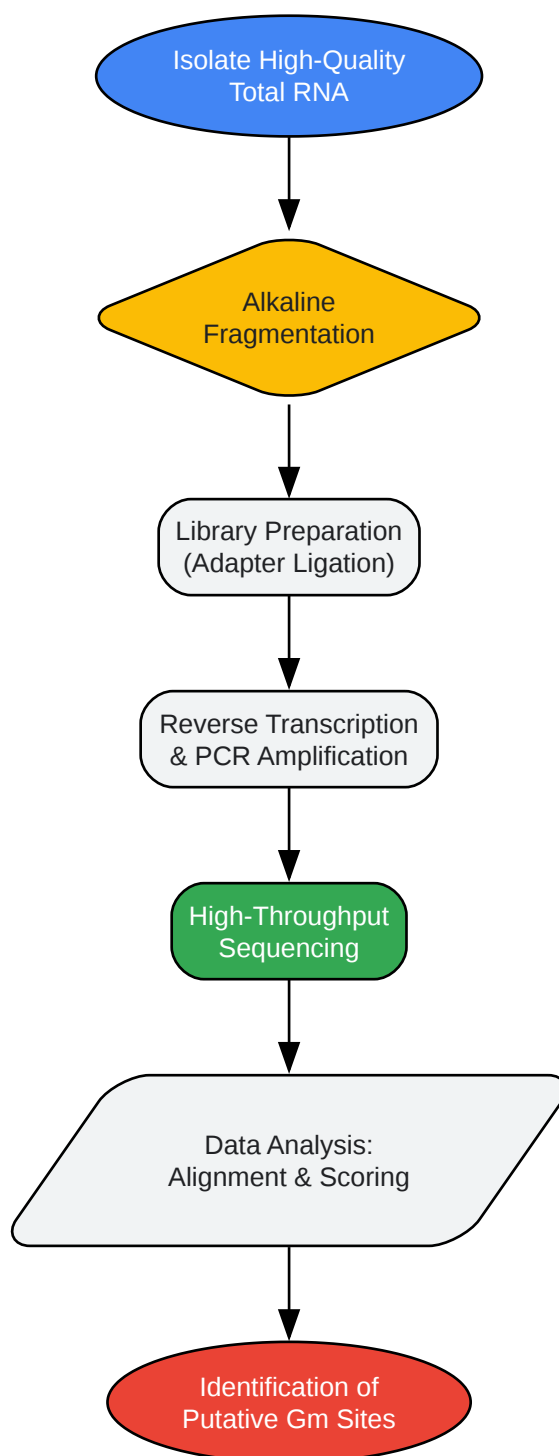 Isolate High-Quality
Total RNA
Alkaline
Fragmentation
Library Preparation
(Adapter Ligation)
Reverse Transcription
& PCR Amplification
High-Throughput
Sequencing
Data Analysis:
Alignment & Scoring
Identification of
Putative Gm Sites